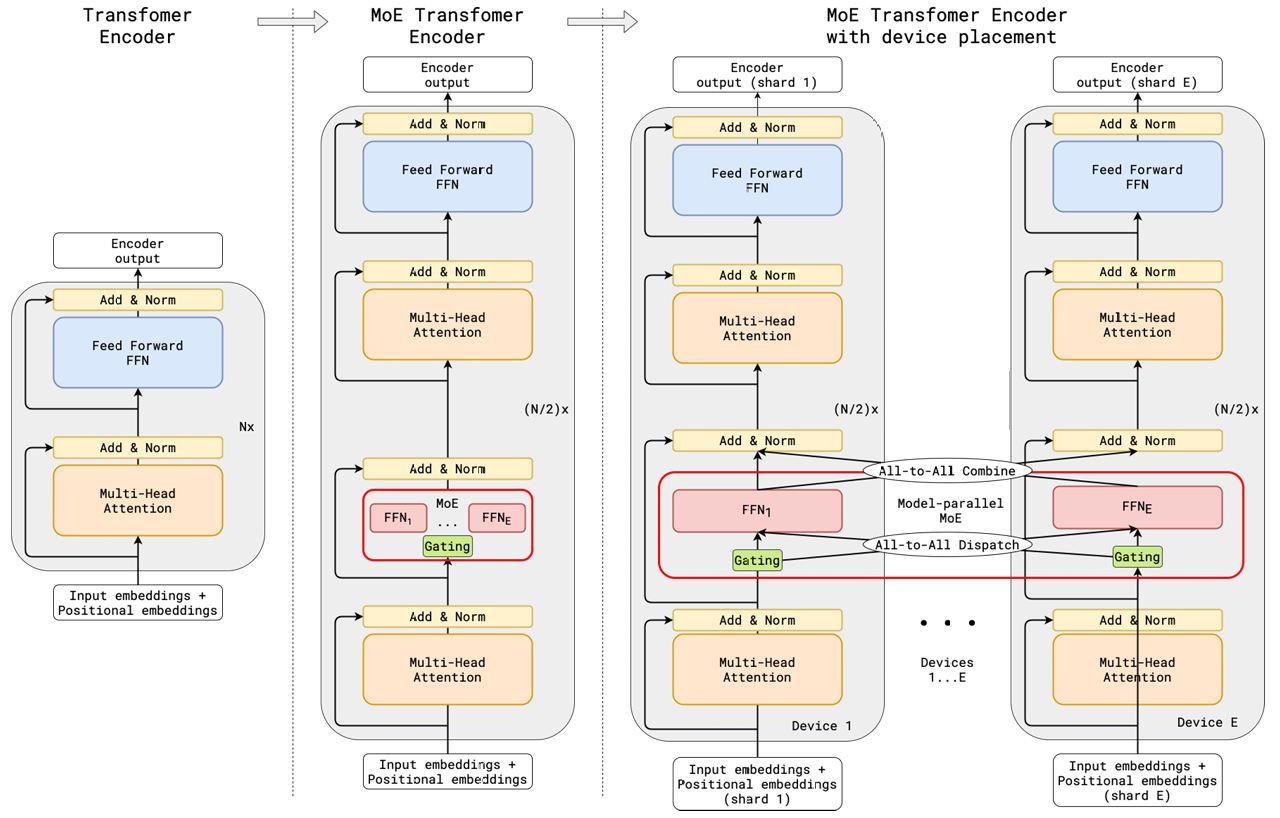 Transfomer
Encoder
Encoder
output
Add & Norm
Feed Forward
FFN
Nx
Add & Norm
Multi-Head
Attention
Input embeddings +
Positional embeddings
MoE Transfomer
Encoder
Encoder
output
Add & Norm
Feed Forward
FFN
Add & Norm
Multi-Head
Attention
(N/2)x
Add & Norm
MoE
FFN₁
...
FFN_E
Gating
Add & Norm
Multi-Head
Attention
Input embeddings +
Positional embeddings
MoE Transfomer Encoder
with device placement
Encoder
output (shard 1)
Add & Norm
Feed Forward
FFN
Add & Norm
Multi-Head
Attention
(N/2)x
Add & Norm
FFN₁
Gating
Add & Norm
Multi-Head
Attention
Device 1
Input embeddings +
Positional embeddings
(shard 1)
All-to-All Combine
Model-parallel
MoE
All-to-All Dispatch
• • •
Devices
1...E
Encoder
output (shard E)
Add & Norm
Feed Forward
FFN
Add & Norm
Multi-Head
Attention
(N/2)x
Add & Norm
FFN_E
Gating
Add & Norm
Multi-Head
Attention
Device E
Input embeddings +
Positional embeddings
(shard E)